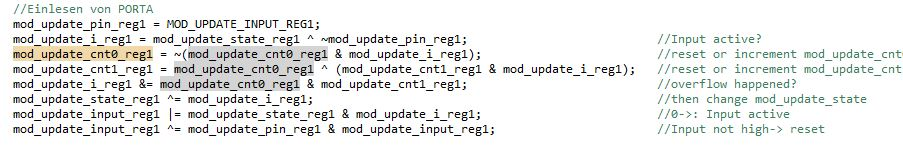 //Einlesen von PORTA
mod_update_pin_reg1 = MOD_UPDATE_INPUT_REG1;
mod_update_i_reg1 = mod_update_state_reg1 ^ ~mod_update_pin_reg1; //Input active?
mod_update_cnt0_reg1 = ~(mod_update_cnt0_reg1 & mod_update_i_reg1); //reset or increment mod_update_cnt
mod_update_cnt1_reg1 = mod_update_cnt0_reg1 ^ (mod_update_cnt1_reg1 & mod_update_i_reg1); //reset or increment mod_update_cnt
mod_update_i_reg1 &= mod_update_cnt0_reg1 & mod_update_cnt1_reg1; //overflow happened?
mod_update_state_reg1 ^= mod_update_i_reg1; //then change mod_update_state
mod_update_input_reg1 |= mod_update_state_reg1 & mod_update_i_reg1; //0->: Input active
mod_update_input_reg1 ^= mod_update_pin_reg1 & mod_update_input_reg1; //Input not high-> reset